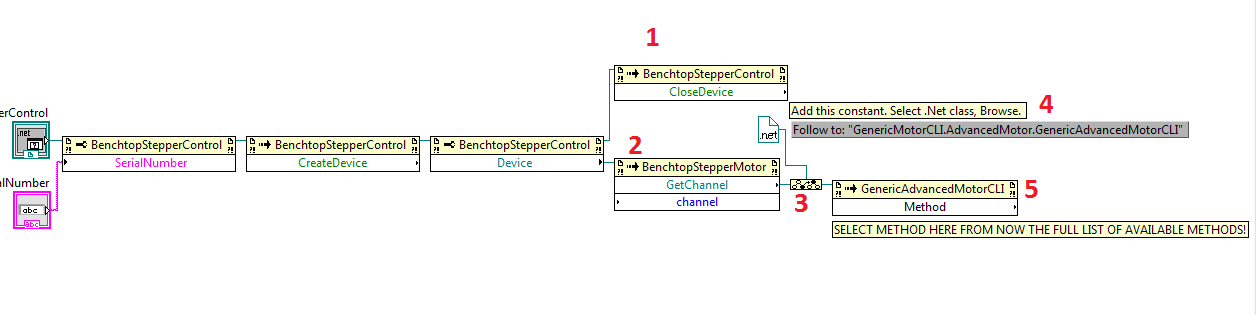 1
BenchtopStepperControl
CloseDevice
Add this constant. Select .Net class, Browse.
4
erControl
.net
Follow to: "GenericMotorCLI.AdvancedMotor.GenericAdvancedMotorCLI"
.net
BenchtopStepperControl
BenchtopStepperControl
BenchtopStepperControl
2
SerialNumber
CreateDevice
Device
BenchtopStepperMotor
GetChannel
channel
3
GenericAdvancedMotorCLI
5
Method
alNumber
abc
abc
SELECT METHOD HERE FROM NOW THE FULL LIST OF AVAILABLE METHODS!